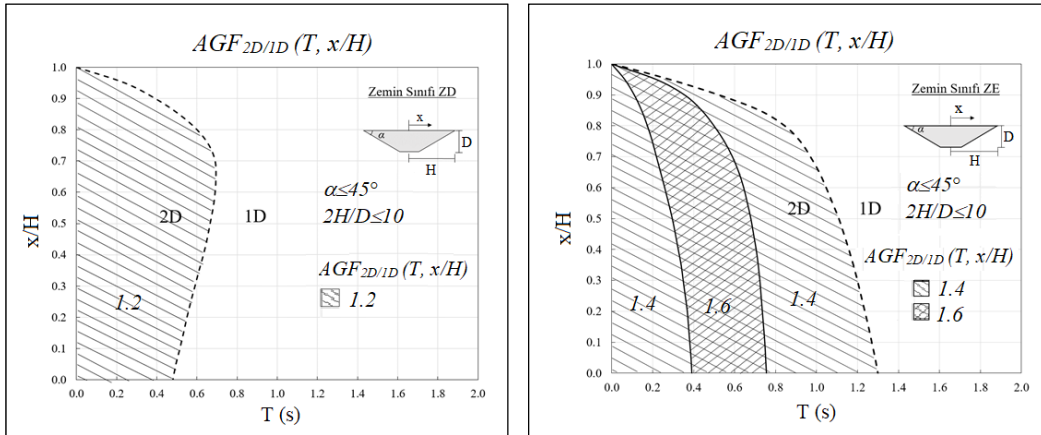 AGF2D/1D (T, x/H)
1.0
0.9
0.8
0.7
0.6
0.5
0.4
0.3
0.2
0.1
0.0
x/H
Zemin Sınıfı ZD
x
α
D
H
α≤45°
2H/D≤10
2D
1D
AGF2D/1D (T, x/H)
1.2
1.2
0.0 0.2 0.4 0.6 0.8 1.0 1.2 1.4 1.6 1.8 2.0
T (s)
AGF2D/1D (T, x/H)
1.0
0.9
0.8
0.7
0.6
0.5
0.4
0.3
0.2
0.1
0.0
x/H
Zemin Sınıfı ZE
x
α
D
H
α≤45°
2H/D≤10
2D
1D
AGF2D/1D (T, x/H)
1.4
1.6
1.4
1.6
1.4
0.0 0.2 0.4 0.6 0.8 1.0 1.2 1.4 1.6 1.8 2.0
T (s)